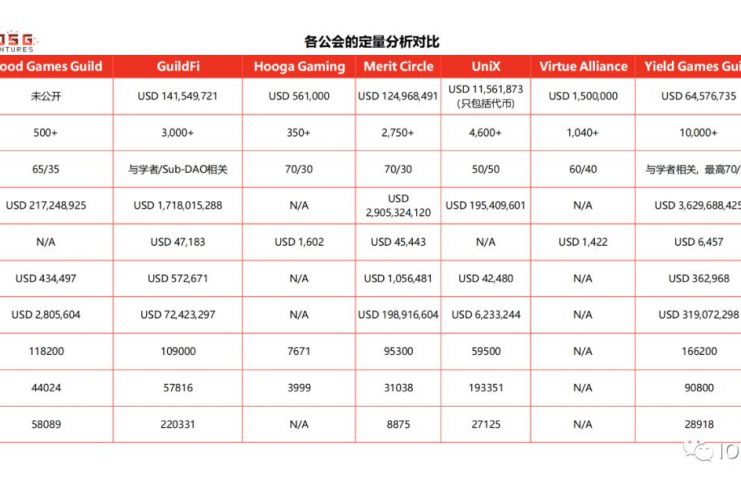 OSG
NTURES
各公会的定量分析对比
ood Games Guild GuildFi Hooga Gaming Merit Circle UniX Virtue Alliance Yield Games Gui
未公开 USD 141,549,721 USD 561,000 USD 124,968,491 USD 11,561,873 (只包括代币) USD 1,500,000 USD 64,576,735
500+ 3,000+ 350+ 2,750+ 4,600+ 1,040+ 10,000+
65/35 与学者/Sub-DAO相关 70/30 70/30 50/50 60/40 与学者相关，最高70/
USD 217,248,925 USD 1,718,015,288 N/A USD 2,905,324,120 USD 195,409,601 N/A USD 3,629,688,425
N/A USD 47,183 USD 1,602 USD 45,443 N/A USD 1,422 USD 6,457
USD 434,497 USD 572,671 N/A USD 1,056,481 USD 42,480 N/A USD 362,968
USD 2,805,604 USD 72,423,297 N/A USD 198,916,604 USD 6,233,244 N/A USD 319,072,298
118200 109000 7671 95300 59500 N/A 166200
44024 57816 3999 31038 193351 N/A 90800
58089 220331 N/A 8875 27125 N/A 28918
IO